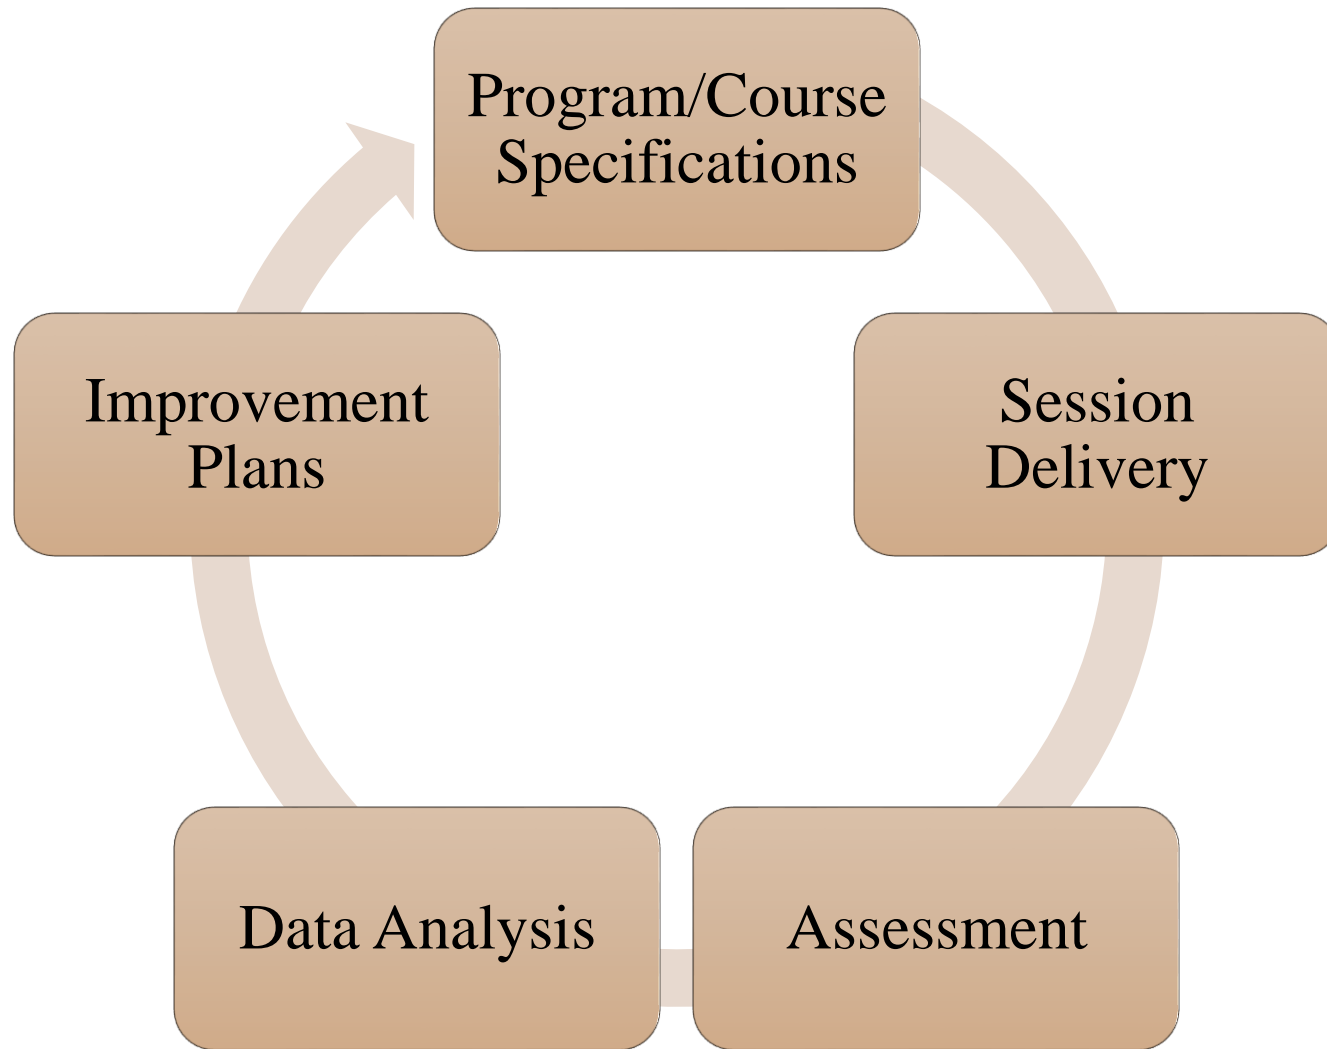 Program/Course
Specifications
Session
Delivery
Assessment
Data Analysis
Improvement
Plans